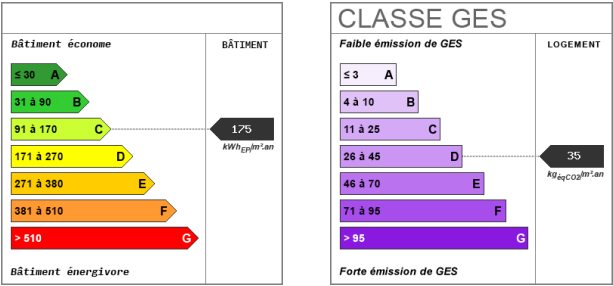 Bâtiment économe
BÂTIMENT
≤ 30 A
31 à 90 B
91 à 170 C
175
kWhEP/m².an
171 à 270 D
271 à 380 E
381 à 510 F
> 510 G
Bâtiment énergivore
CLASSE GES
Faible émission de GES
LOGEMENT
≤ 3 A
4 à 10 B
11 à 25 C
26 à 45 D
35
kgéqCO2/m².an
46 à 70 E
71 à 95 F
> 95 G
Forte émission de GES